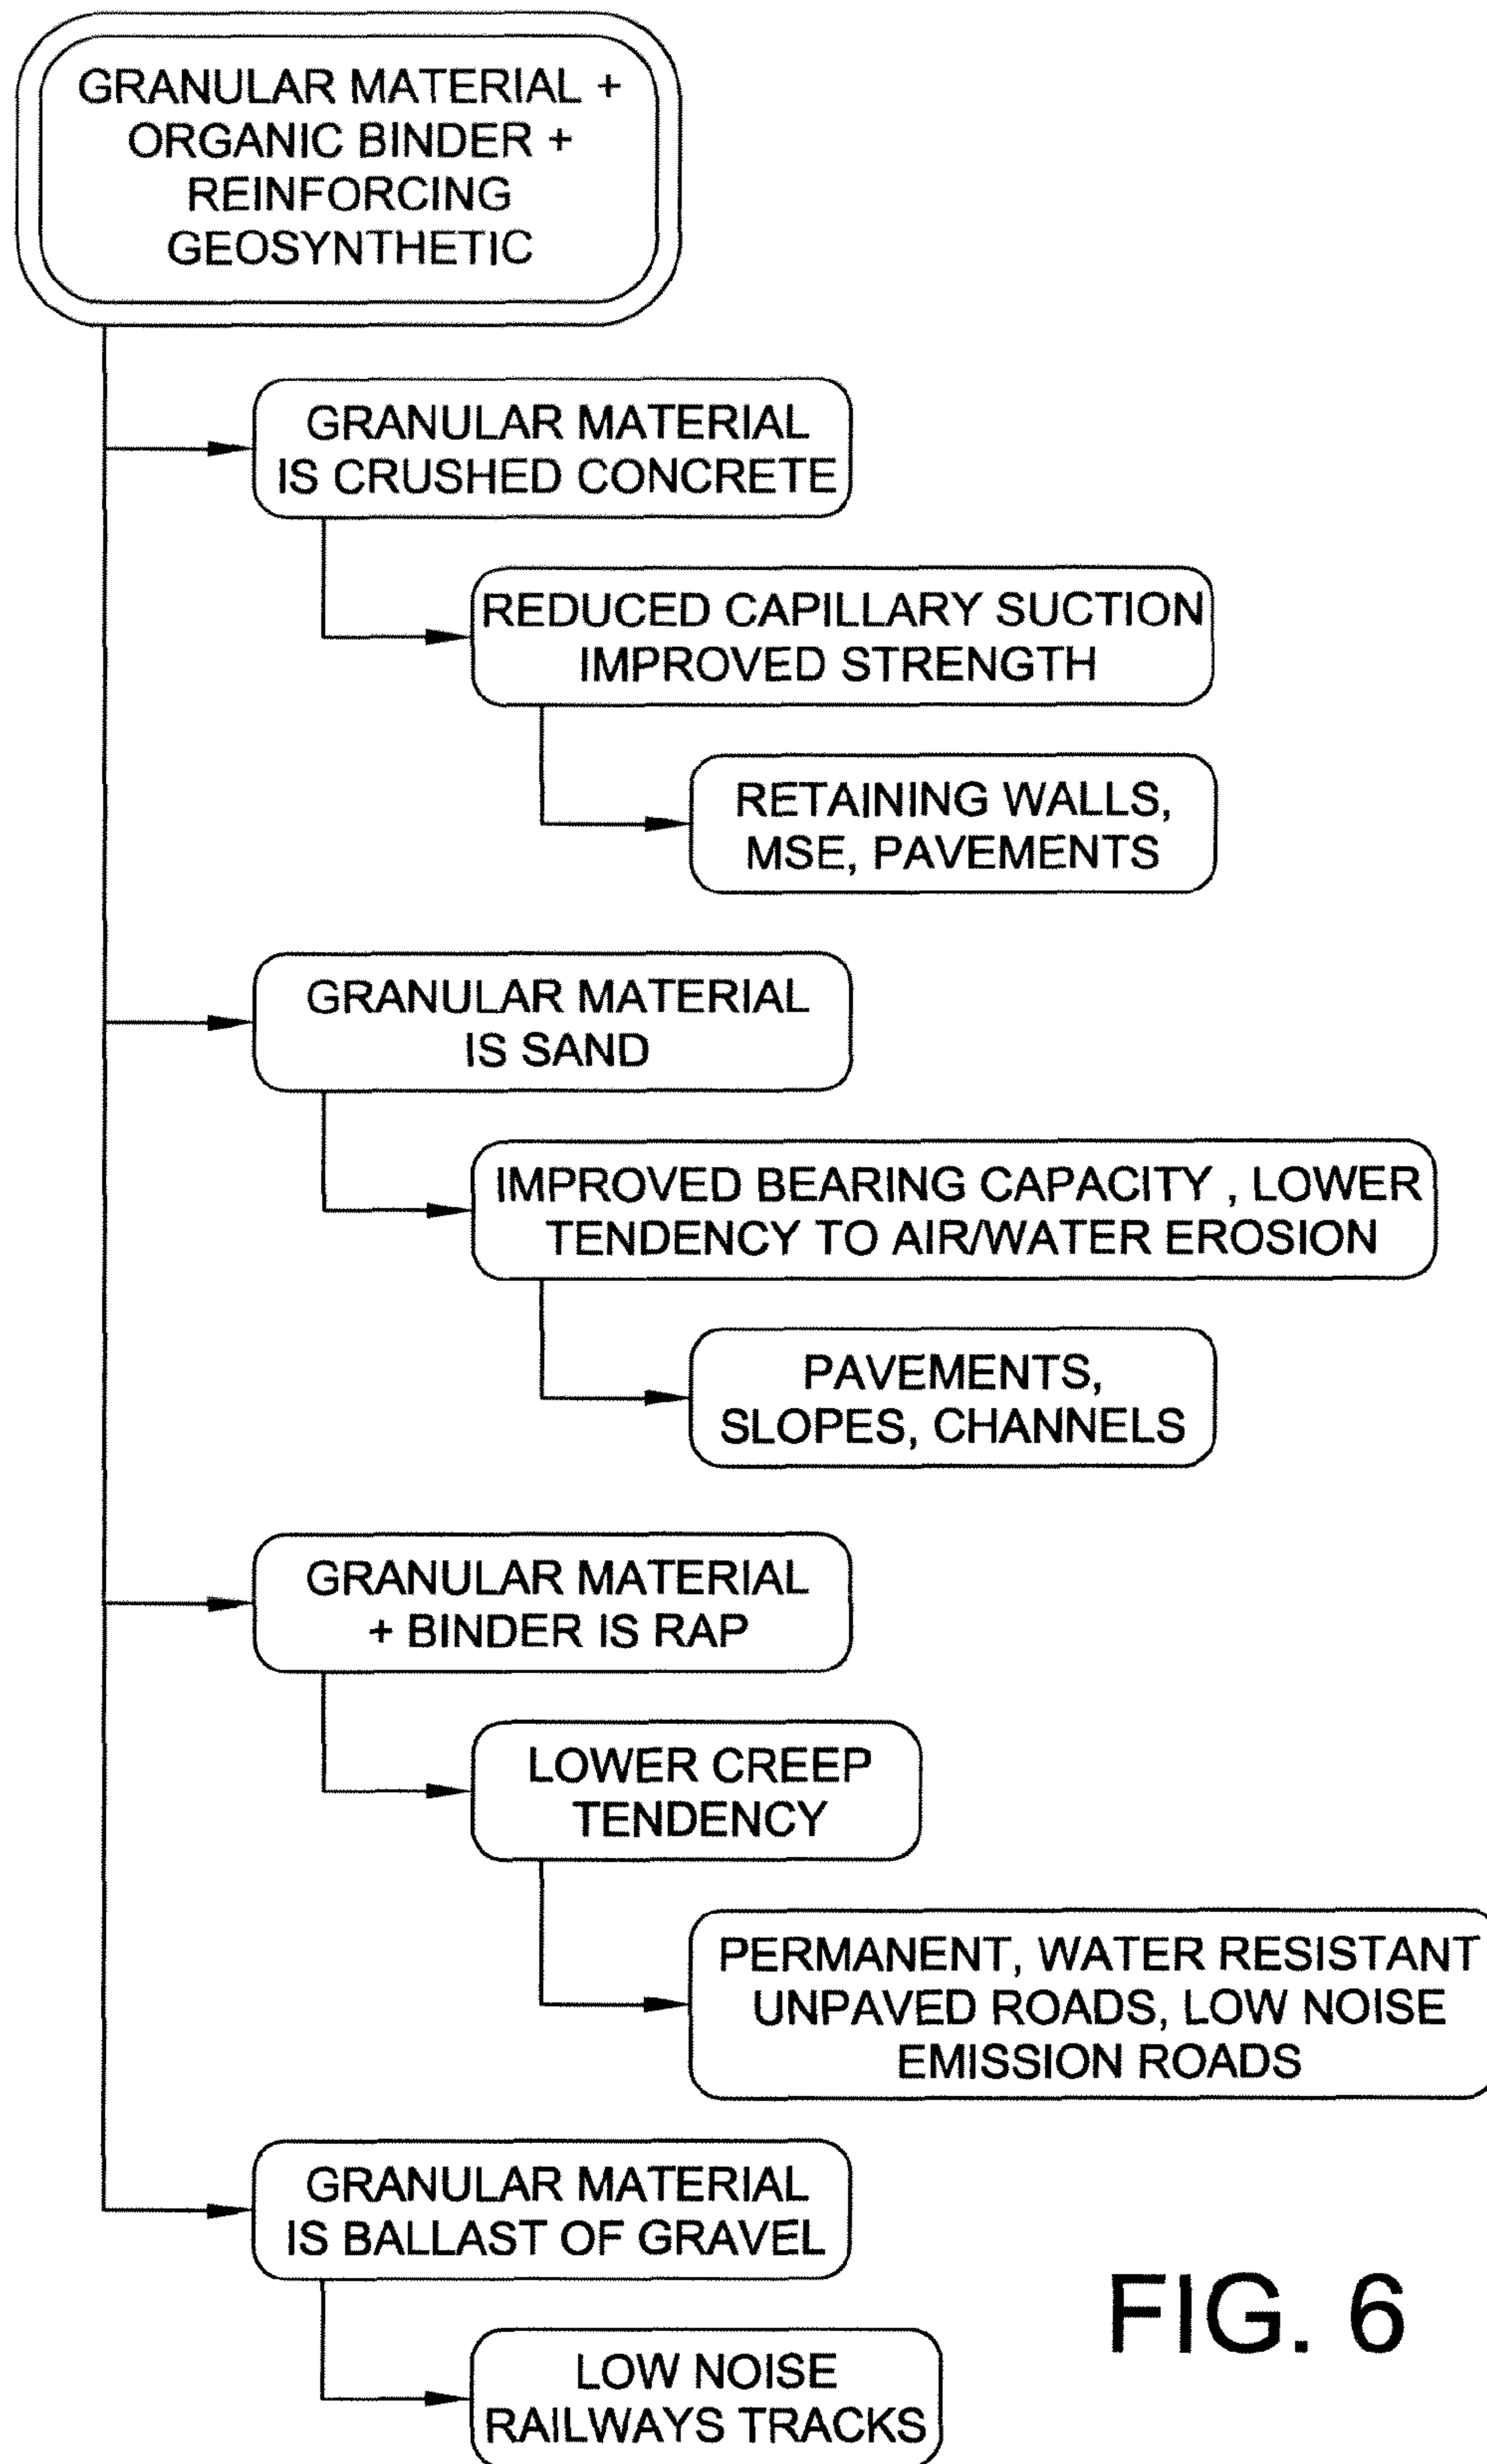 GRANULAR MATERIAL +
ORGANIC BINDER +
REINFORCING
GEOSYNTHETIC
GRANULAR MATERIAL
IS CRUSHED CONCRETE
REDUCED CAPILLARY SUCTION
IMPROVED STRENGTH
RETAINING WALLS,
MSE, PAVEMENTS
GRANULAR MATERIAL
IS SAND
IMPROVED BEARING CAPACITY , LOWER
TENDENCY TO AIR/WATER EROSION
PAVEMENTS,
SLOPES, CHANNELS
GRANULAR MATERIAL
+ BINDER IS RAP
LOWER CREEP
TENDENCY
PERMANENT, WATER RESISTANT
UNPAVED ROADS, LOW NOISE
EMISSION ROADS
GRANULAR MATERIAL
IS BALLAST OF GRAVEL
LOW NOISE
RAILWAYS TRACKS
FIG. 6